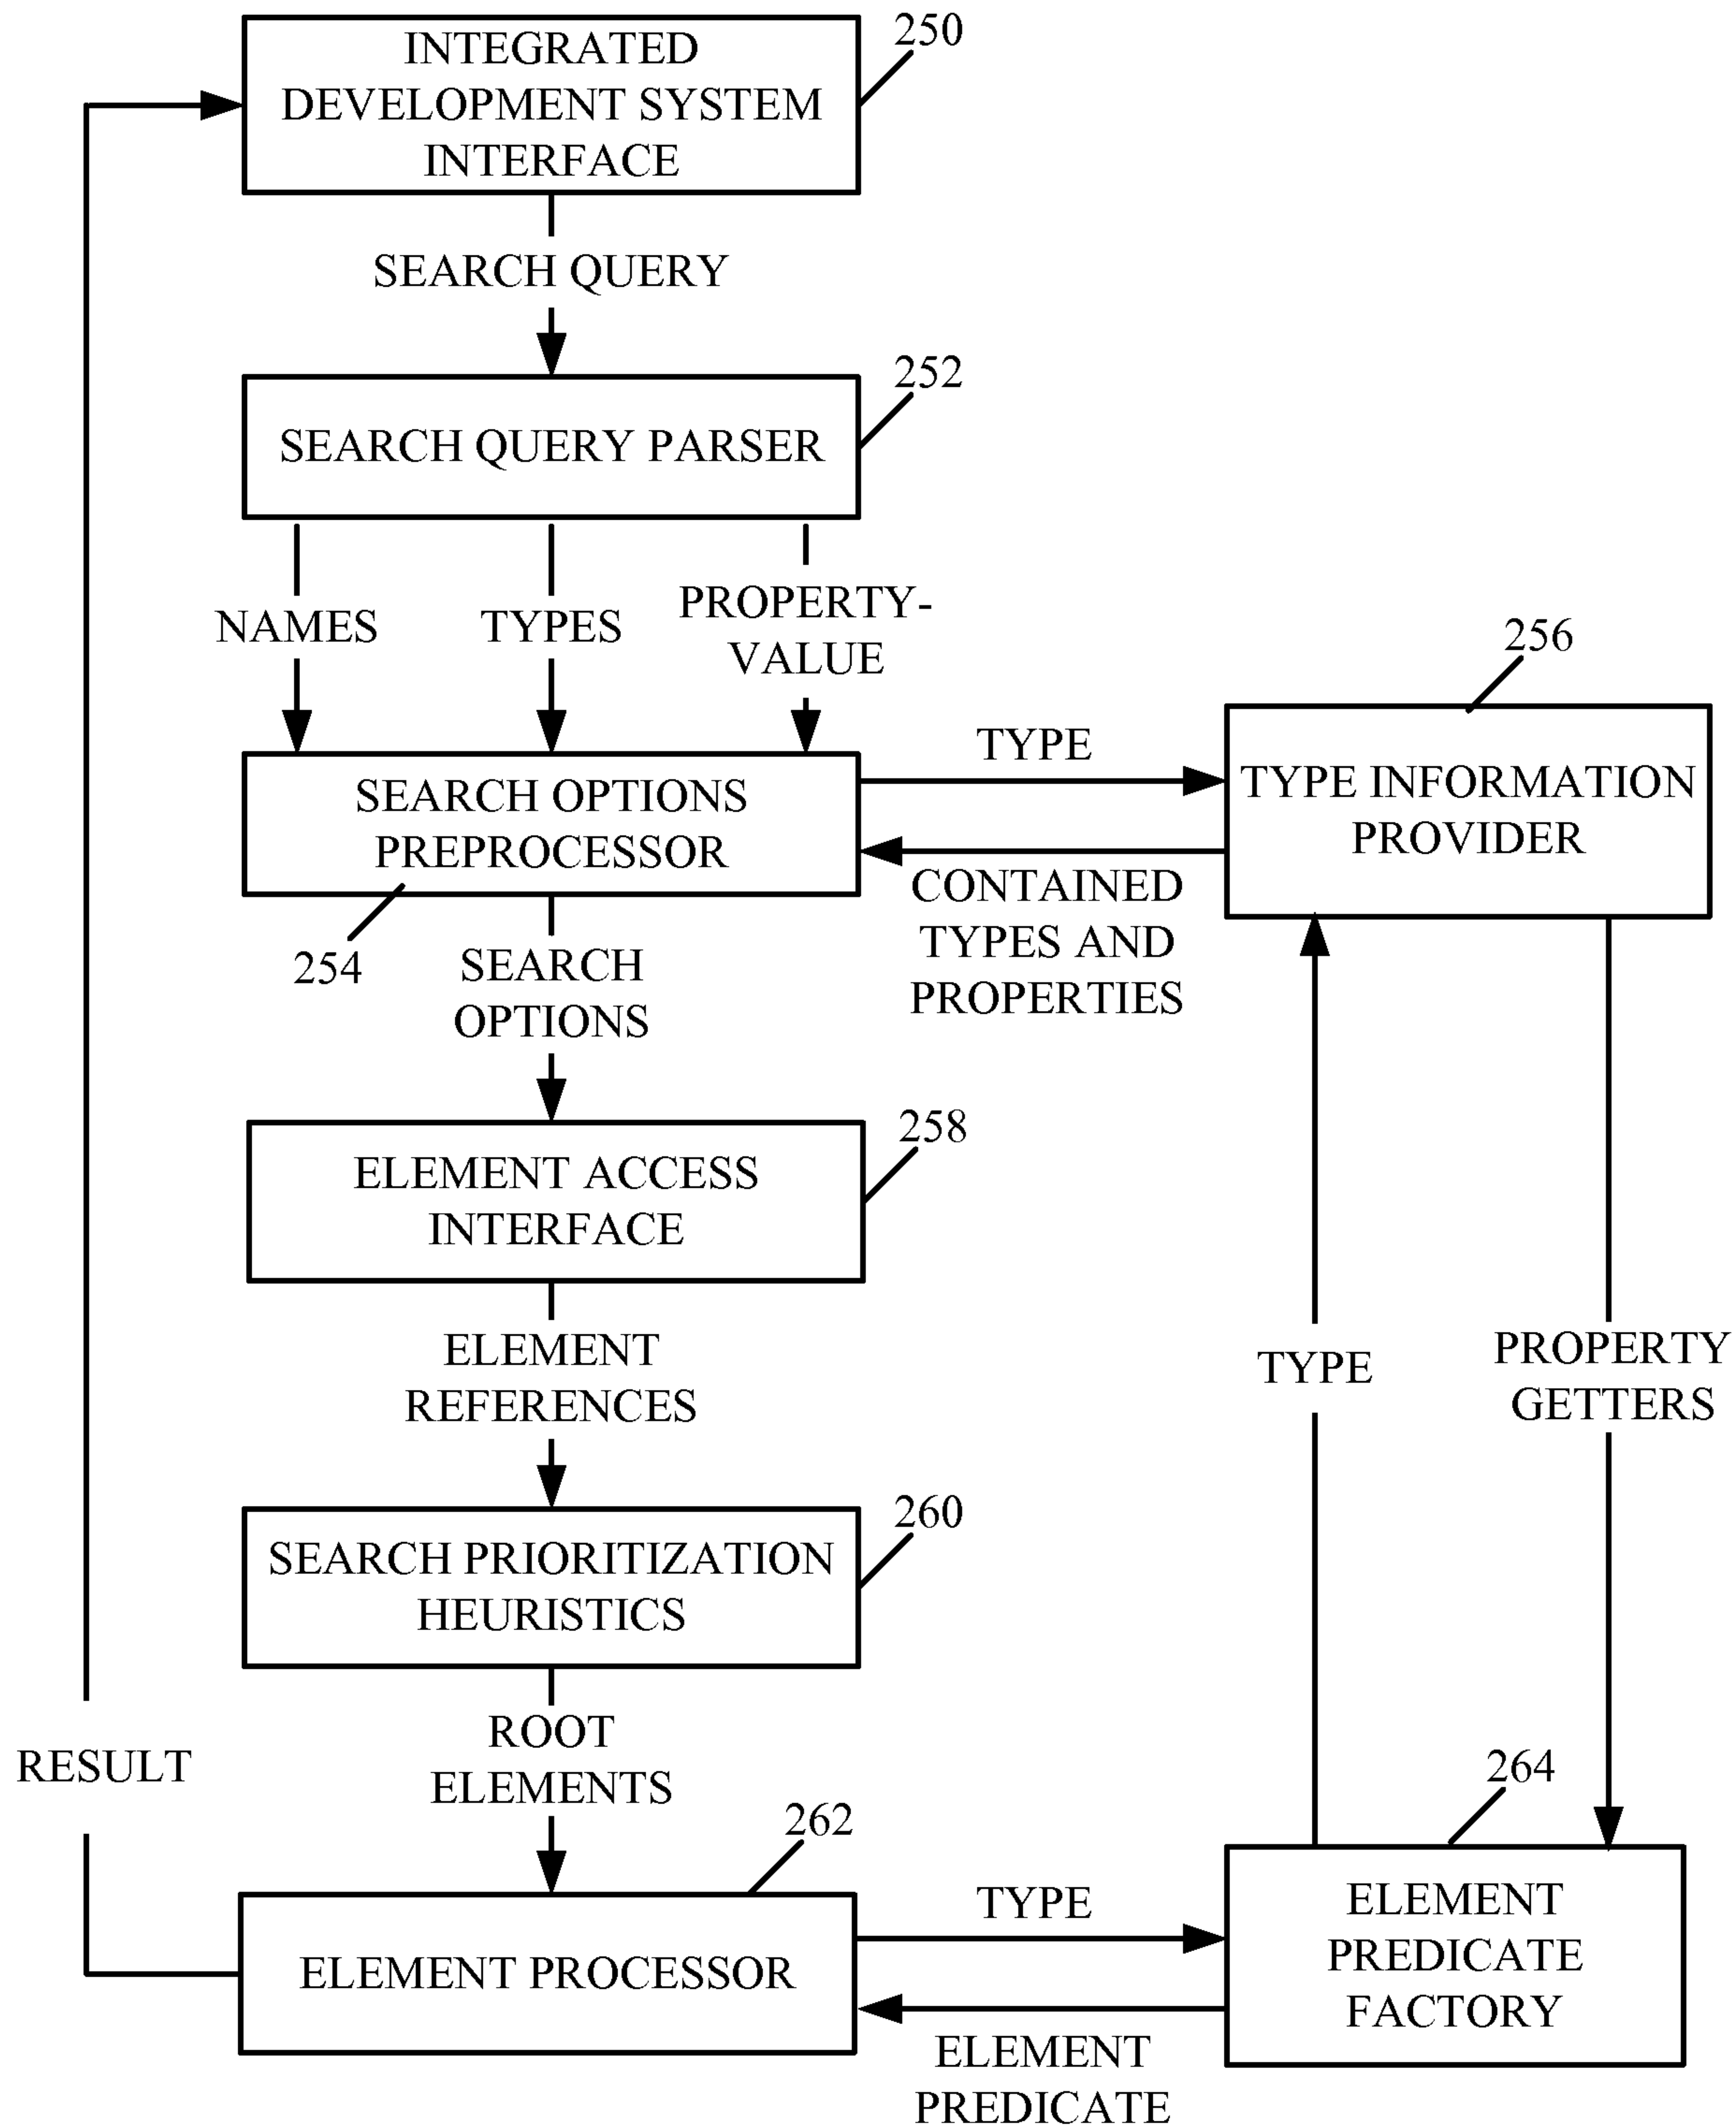 250
INTEGRATED
DEVELOPMENT SYSTEM
INTERFACE
SEARCH QUERY
252
SEARCH QUERY PARSER
NAMES
TYPES
PROPERTY-
VALUE
256
TYPE
TYPE INFORMATION
PROVIDER
SEARCH OPTIONS
PREPROCESSOR
CONTAINED
TYPES AND
PROPERTIES
254
SEARCH
OPTIONS
258
ELEMENT ACCESS
INTERFACE
ELEMENT
REFERENCES
TYPE
PROPERTY
GETTERS
260
SEARCH PRIORITIZATION
HEURISTICS
ROOT
ELEMENTS
RESULT
264
262
TYPE
ELEMENT
PREDICATE
FACTORY
ELEMENT PROCESSOR
ELEMENT
PREDICATE